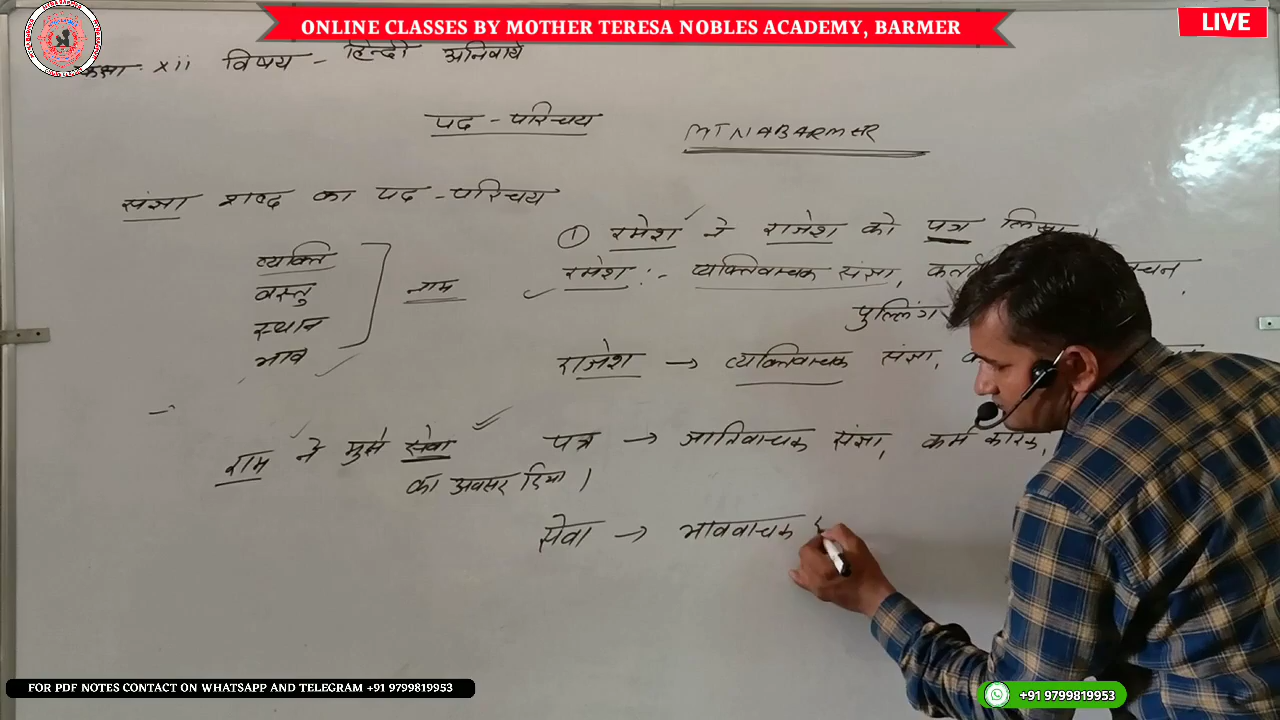 ONLINE CLASSES BY MOTHER TERESA NOBLES ACADEMY, BARMER
LIVE
कक्षा xii विषय - हिन्दी अनिवार्य
पद - परिचय
MTNABARMER
संज्ञा शब्द का पद - परिचय
व्यक्ति
वस्तु
स्थान
भाव
नाम
① रमेश ने राजेश को पत्र
रमेश :- व्यक्तिवाचक संज्ञा,
पुल्लिंग
राजेश → व्यक्तिवाचक संज्ञा,
राम ने मुझे सेवा
का अवसर दिया।
पत्र → जातिवाचक संज्ञा, कर्म कारक,
सेवा → भाववाचक
FOR PDF NOTES CONTACT ON WHATSAPP AND TELEGRAM +91 9799819953
+91 9799819953